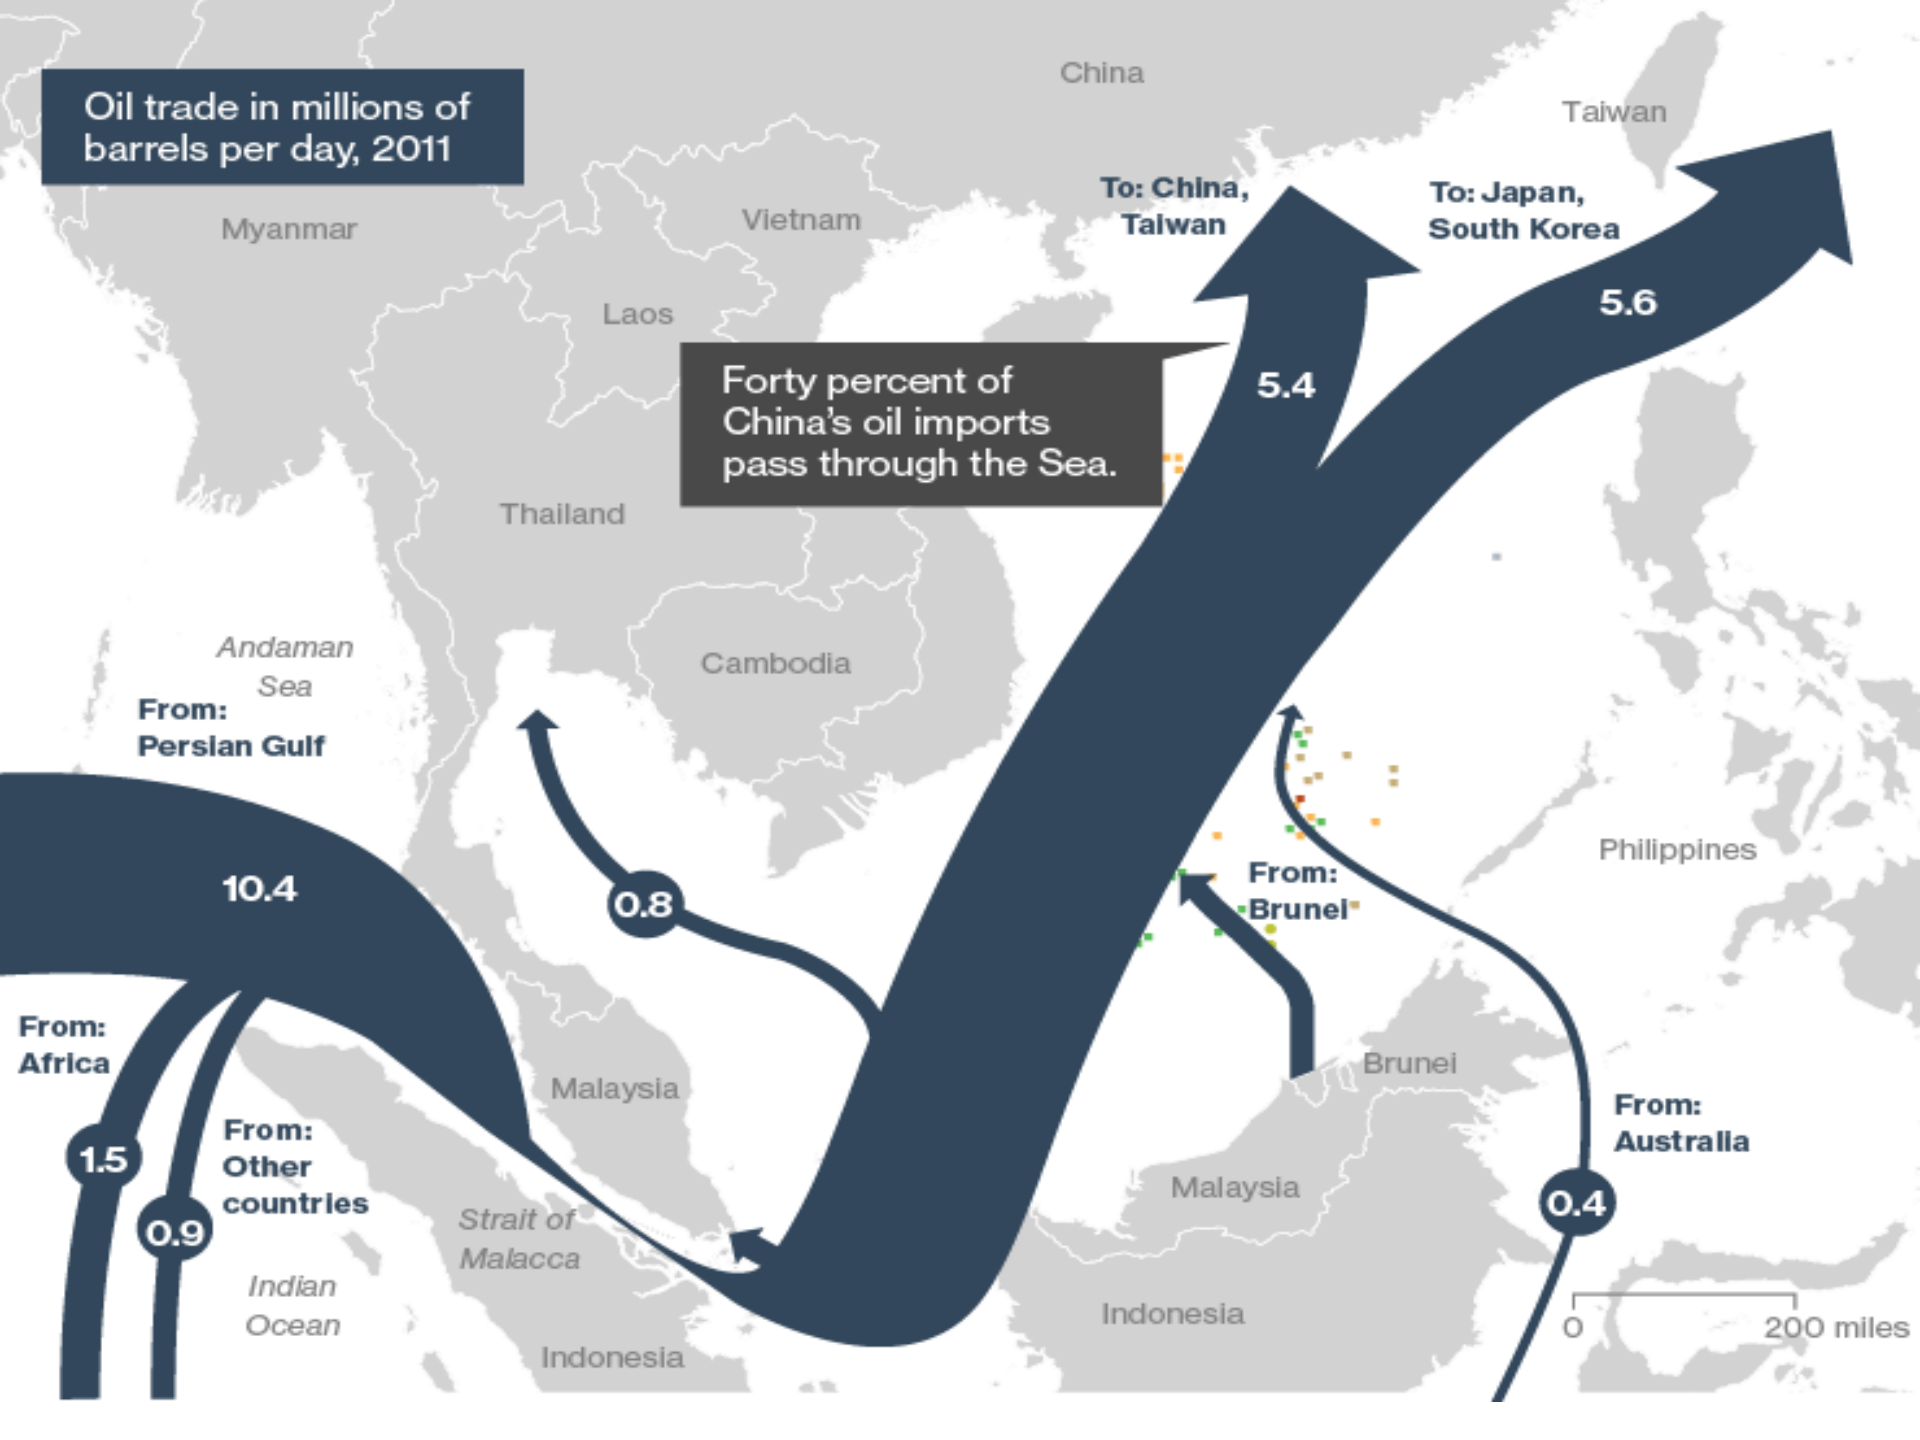 Oil trade in millions of
barrels per day, 2011
China
Taiwan
To: China,
Taiwan
To: Japan,
South Korea
Myanmar
Vietnam
Laos
5.6
5.4
Forty percent of
China's oil imports
pass through the Sea.
Thailand
Andaman
Sea
Cambodia
From:
Persian Gulf
10.4
0.8
From:
Brunei
Philippines
From:
Africa
Malaysia
Brunei
From:
Australia
1.5
From:
Other
countries
0.9
Strait of
Malacca
Malaysia
0.4
Indian
Ocean
Indonesia
Indonesia
0
200 miles